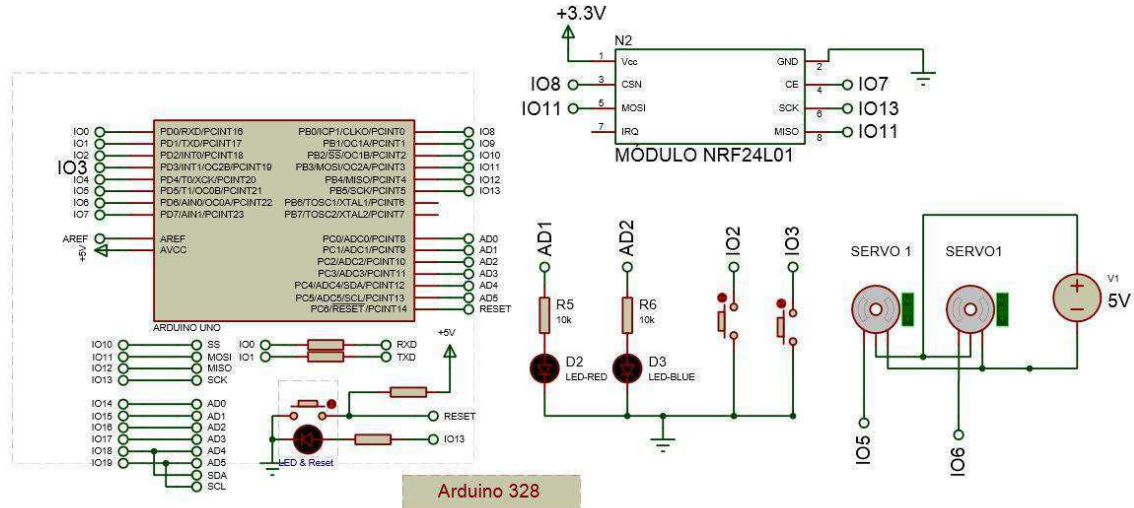 +3.3V
N2
1 Vcc GND 2
IO8 3 CSN CE 4 IO7
IO11 5 MOSI SCK 6 IO13
7 IRQ MISO 8 IO11
MÓDULO NRF24L01
IO0 PD0/RXD/PCINT16 PB0/ICP1/CLKO/PCINT0 IO8
IO1 PD1/TXD/PCINT17 PB1/OC1A/PCINT1 IO9
IO2 PD2/INT0/PCINT18 PB2/SS/OC1B/PCINT2 IO10
IO3 PD3/INT1/OC2B/PCINT19 PB3/MOSI/OC2A/PCINT3 IO11
IO4 PD4/T0/XCK/PCINT20 PB4/MISO/PCINT4 IO12
IO5 PD5/T1/OC0B/PCINT21 PB5/SCK/PCINT5 IO13
IO6 PD6/AIN0/OC0A/PCINT22 PB6/TOSC1/XTAL1/PCINT6
IO7 PD7/AIN1/PCINT23 PB7/TOSC2/XTAL2/PCINT7
AREF AREF PC0/ADC0/PCINT8 AD0
+5V AVCC PC1/ADC1/PCINT9 AD1
PC2/ADC2/PCINT10 AD2
PC3/ADC3/PCINT11 AD3
PC4/ADC4/SDA/PCINT12 AD4
PC5/ADC5/SCL/PCINT13 AD5
PC6/RESET/PCINT14 RESET
ARDUINO UNO
IO10 SS
IO11 MOSI
IO12 MISO
IO13 SCK
IO0 RXD
IO1 TXD
+5V
IO14 AD0
IO15 AD1
IO16 AD2
IO17 AD3
IO18 AD4
IO19 AD5
SDA
SCL
RESET
IO13
LED & Reset
Arduino 328
AD1
R5
10k
D2
LED-RED
AD2
R6
10k
D3
LED-BLUE
IO2
IO3
SERVO 1
SERVO1
V1
5V
IO5
IO6